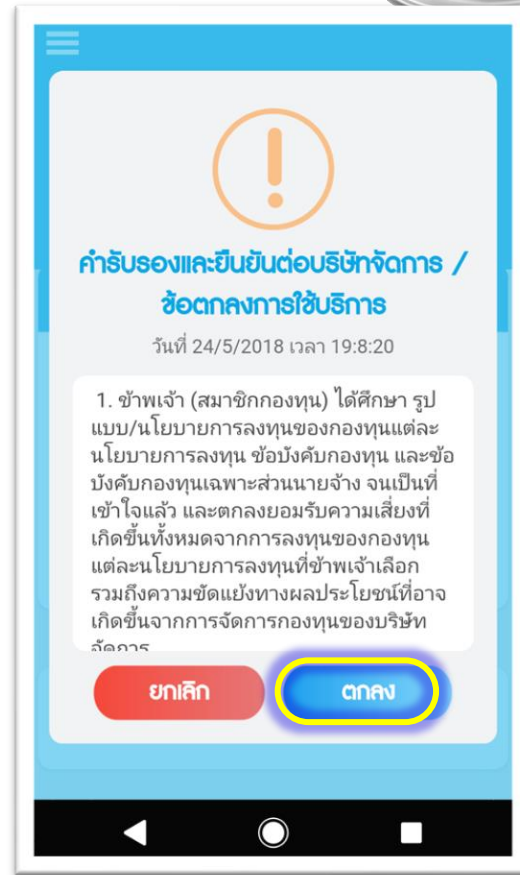 คำรับรองและยืนยันต่อบริษัทจัดการ /
ข้อตกลงการใช้บริการ
วันที่ 24/5/2018 เวลา 19:8:20
1. ข้าพเจ้า (สมาชิกกองทุน) ได้ศึกษา รูป
แบบ/นโยบายการลงทุนของกองทุนแต่ละ
นโยบายการลงทุน ข้อบังคับกองทุน และข้อ
บังคับกองทุนเฉพาะส่วนนายจ้าง จนเป็นที่
เข้าใจแล้ว และตกลงยอมรับความเสี่ยงที่
เกิดขึ้นทั้งหมดจากการลงทุนของกองทุน
แต่ละนโยบายการลงทุนที่ข้าพเจ้าเลือก
รวมถึงความขัดแย้งทางผลประโยชน์ที่อาจ
เกิดขึ้นจากการจัดการกองทุนของบริษัท
จัดการ
ยกเลิก ตกลง